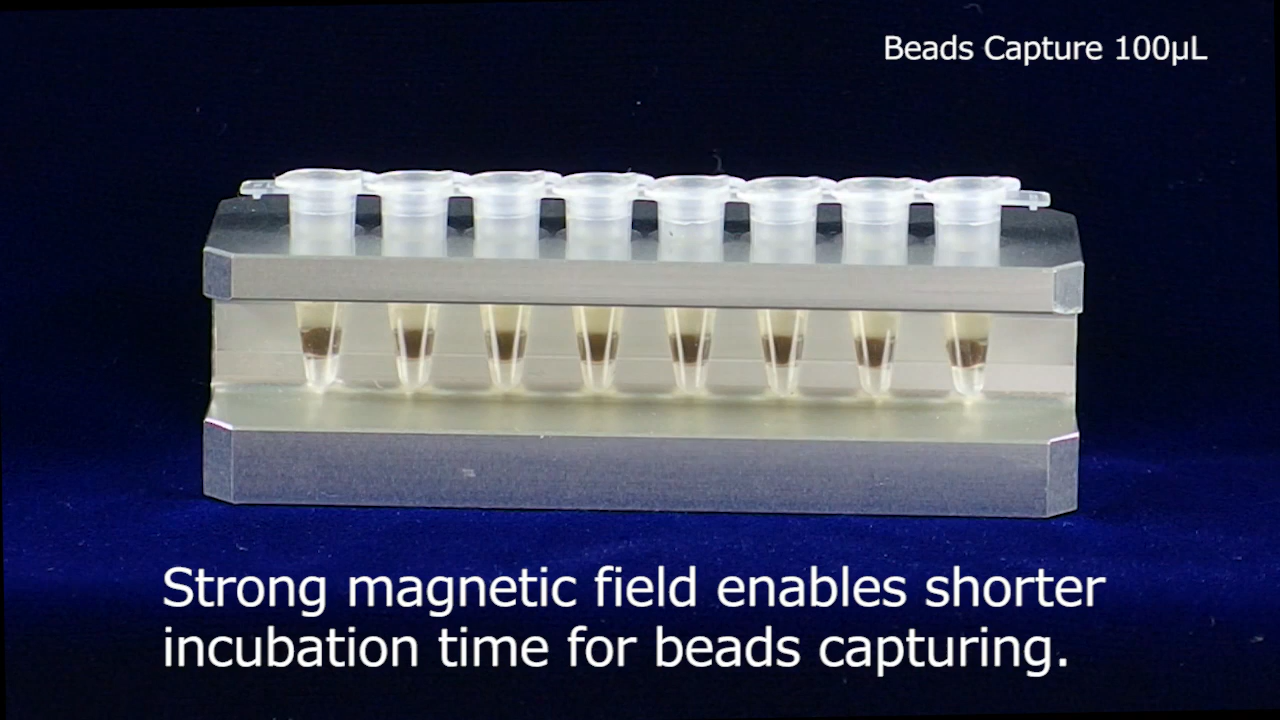 Beads Capture 100µL
Strong magnetic field enables shorter
incubation time for beads capturing.